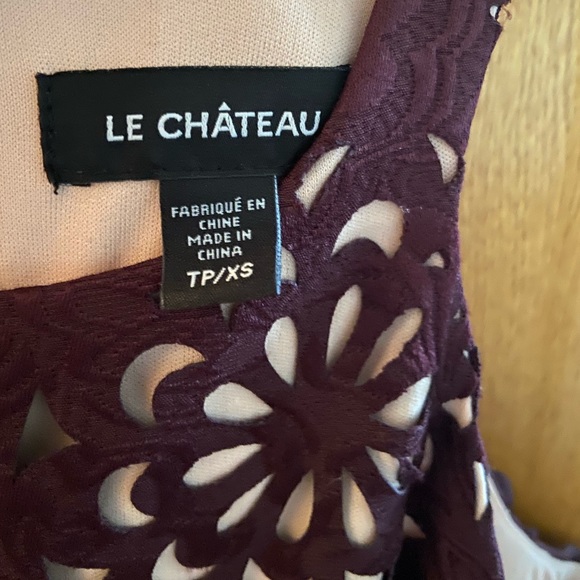 LE CHÂTEAU
FABRIQUÉ EN
CHINE
MADE IN
CHINA
TP/XS